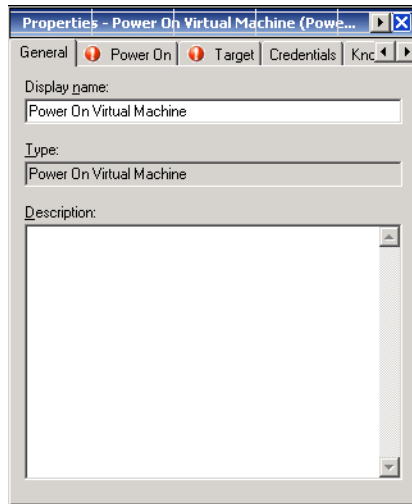 Properties - Power On Virtual Machine (Powe...
General Power On Target Credentials Knc
Display name:
Power On Virtual Machine
Type:
Power On Virtual Machine
Description: